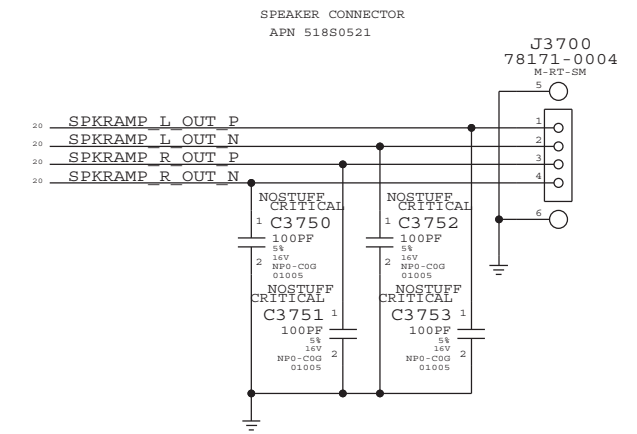 SPEAKER CONNECTOR
APN 518S0521
J3700
78171-0004
M-RT-SM
5
20 SPKRAMP_L_OUT_P 1
20 SPKRAMP_L_OUT_N 2
20 SPKRAMP_R_OUT_P 3
20 SPKRAMP_R_OUT_N 4
6
NOSTUFF
CRITICAL
1 C3750
100PF
5%
16V
2 NP0-C0G
01005
NOSTUFF
CRITICAL
1 C3752
100PF
5%
16V
2 NP0-C0G
01005
NOSTUFF
CRITICAL
C3751 1
100PF
5%
16V
NP0-C0G 2
01005
NOSTUFF
CRITICAL
C3753 1
100PF
5%
16V
NP0-C0G 2
01005